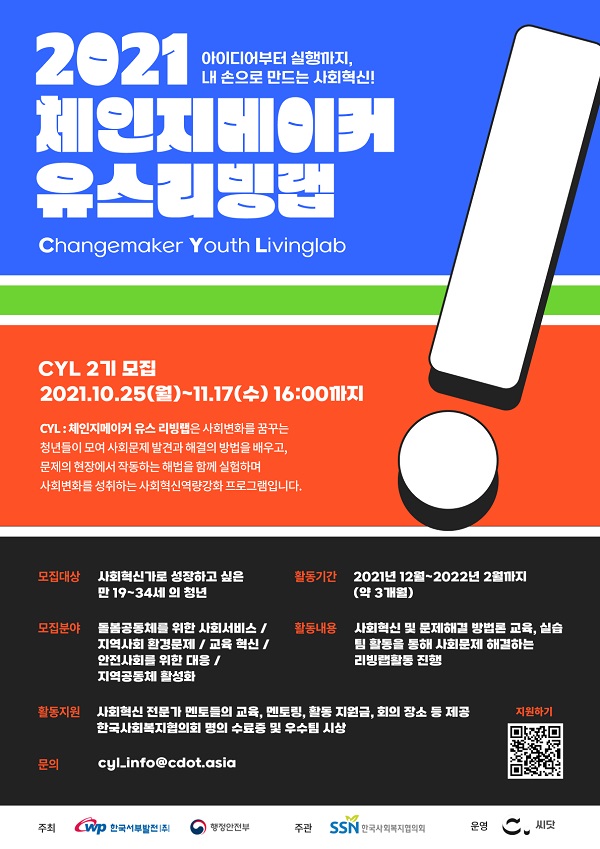 2021
아이디어부터 실행까지,
내 손으로 만드는 사회혁신!
체인지메이커
유스리빙랩
Changemaker Youth Livinglab
CYL 2기 모집
2021.10.25(월)~11.17(수) 16:00까지
CYL : 체인지메이커 유스 리빙랩은 사회변화를 꿈꾸는
청년들이 모여 사회문제 발견과 해결의 방법을 배우고,
문제의 현장에서 작동하는 해법을 함께 실험하며
사회변화를 성취하는 사회혁신역량강화 프로그램입니다.
모집대상 사회혁신가로 성장하고 싶은
만 19~34세 의 청년
활동기간 2021년 12월~2022년 2월까지
(약 3개월)
모집분야 돌봄공동체를 위한 사회서비스 /
지역사회 환경문제 / 교육 혁신 /
안전사회를 위한 대응 /
지역공동체 활성화
활동내용 사회혁신 및 문제해결 방법론 교육, 실습
팀 활동을 통해 사회문제 해결하는
리빙랩활동 진행
활동지원 사회혁신 전문가 멘토들의 교육, 멘토링, 활동 지원금, 회의 장소 등 제공
한국사회복지협의회 명의 수료증 및 우수팀 시상
지원하기
문의 cyl_info@cdot.asia
주최 CWP 한국서부발전(주) 행정안전부 주관 SSN 한국사회복지협의회 운영 C. 씨닷